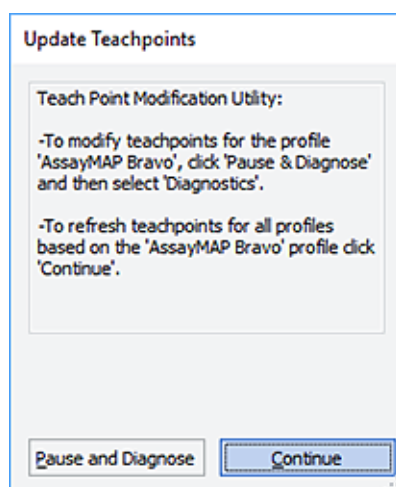 Update Teachpoints
Teach Point Modification Utility:
-To modify teachpoints for the profile
'AssayMAP Bravo', click 'Pause & Diagnose'
and then select 'Diagnostics'.
-To refresh teachpoints for all profiles
based on the 'AssayMAP Bravo' profile click
'Continue'.
Pause and Diagnose
Continue